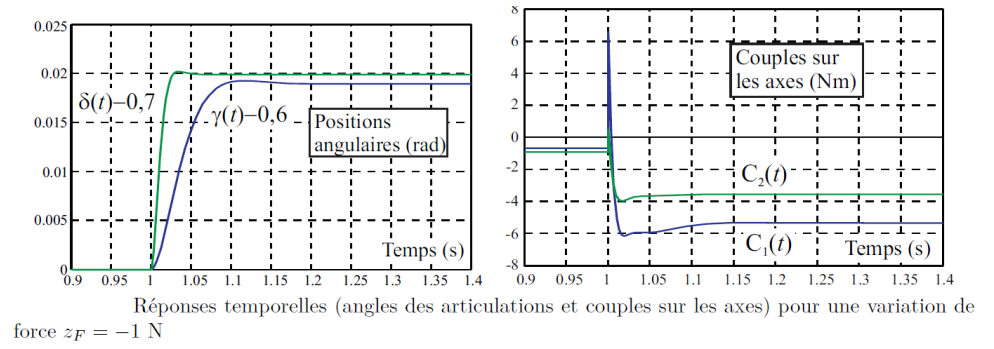 0.025
0.02
0.015
0.01
0.005
0
δ(t)−0,7
γ(t)−0,6
Positions
angulaires (rad)
Temps (s)
0.9 0.95 1 1.05 1.1 1.15 1.2 1.25 1.3 1.35 1.4
8
6
4
2
0
-2
-4
-6
-8
Couples sur
les axes (Nm)
C₂(t)
C₁(t)
Temps (s)
0.9 0.95 1 1.05 1.1 1.15 1.2 1.25 1.3 1.35 1.4
Réponses temporelles (angles des articulations et couples sur les axes) pour une variation de
force z_F = −1 N